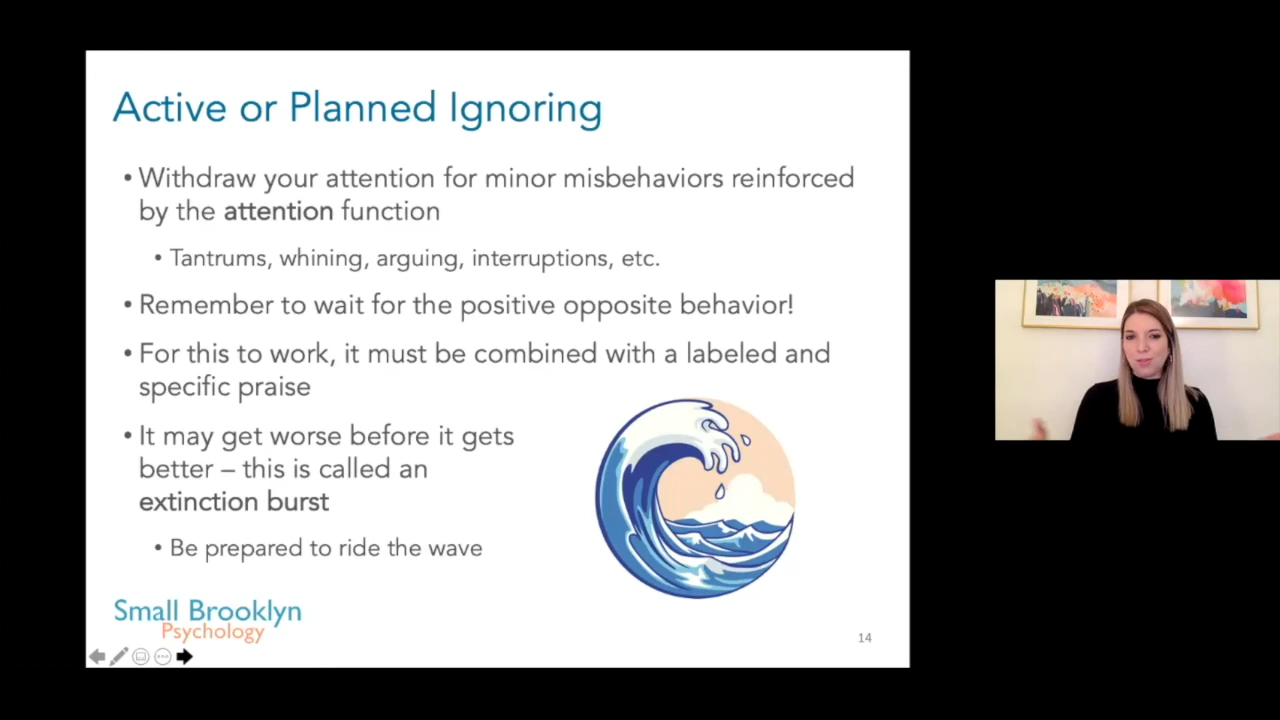 Active or Planned Ignoring
• Withdraw your attention for minor misbehaviors reinforced
by the attention function
• Tantrums, whining, arguing, interruptions, etc.
• Remember to wait for the positive opposite behavior!
• For this to work, it must be combined with a labeled and
specific praise
• It may get worse before it gets
better – this is called an
extinction burst
• Be prepared to ride the wave
Small Brooklyn
Psychology
14